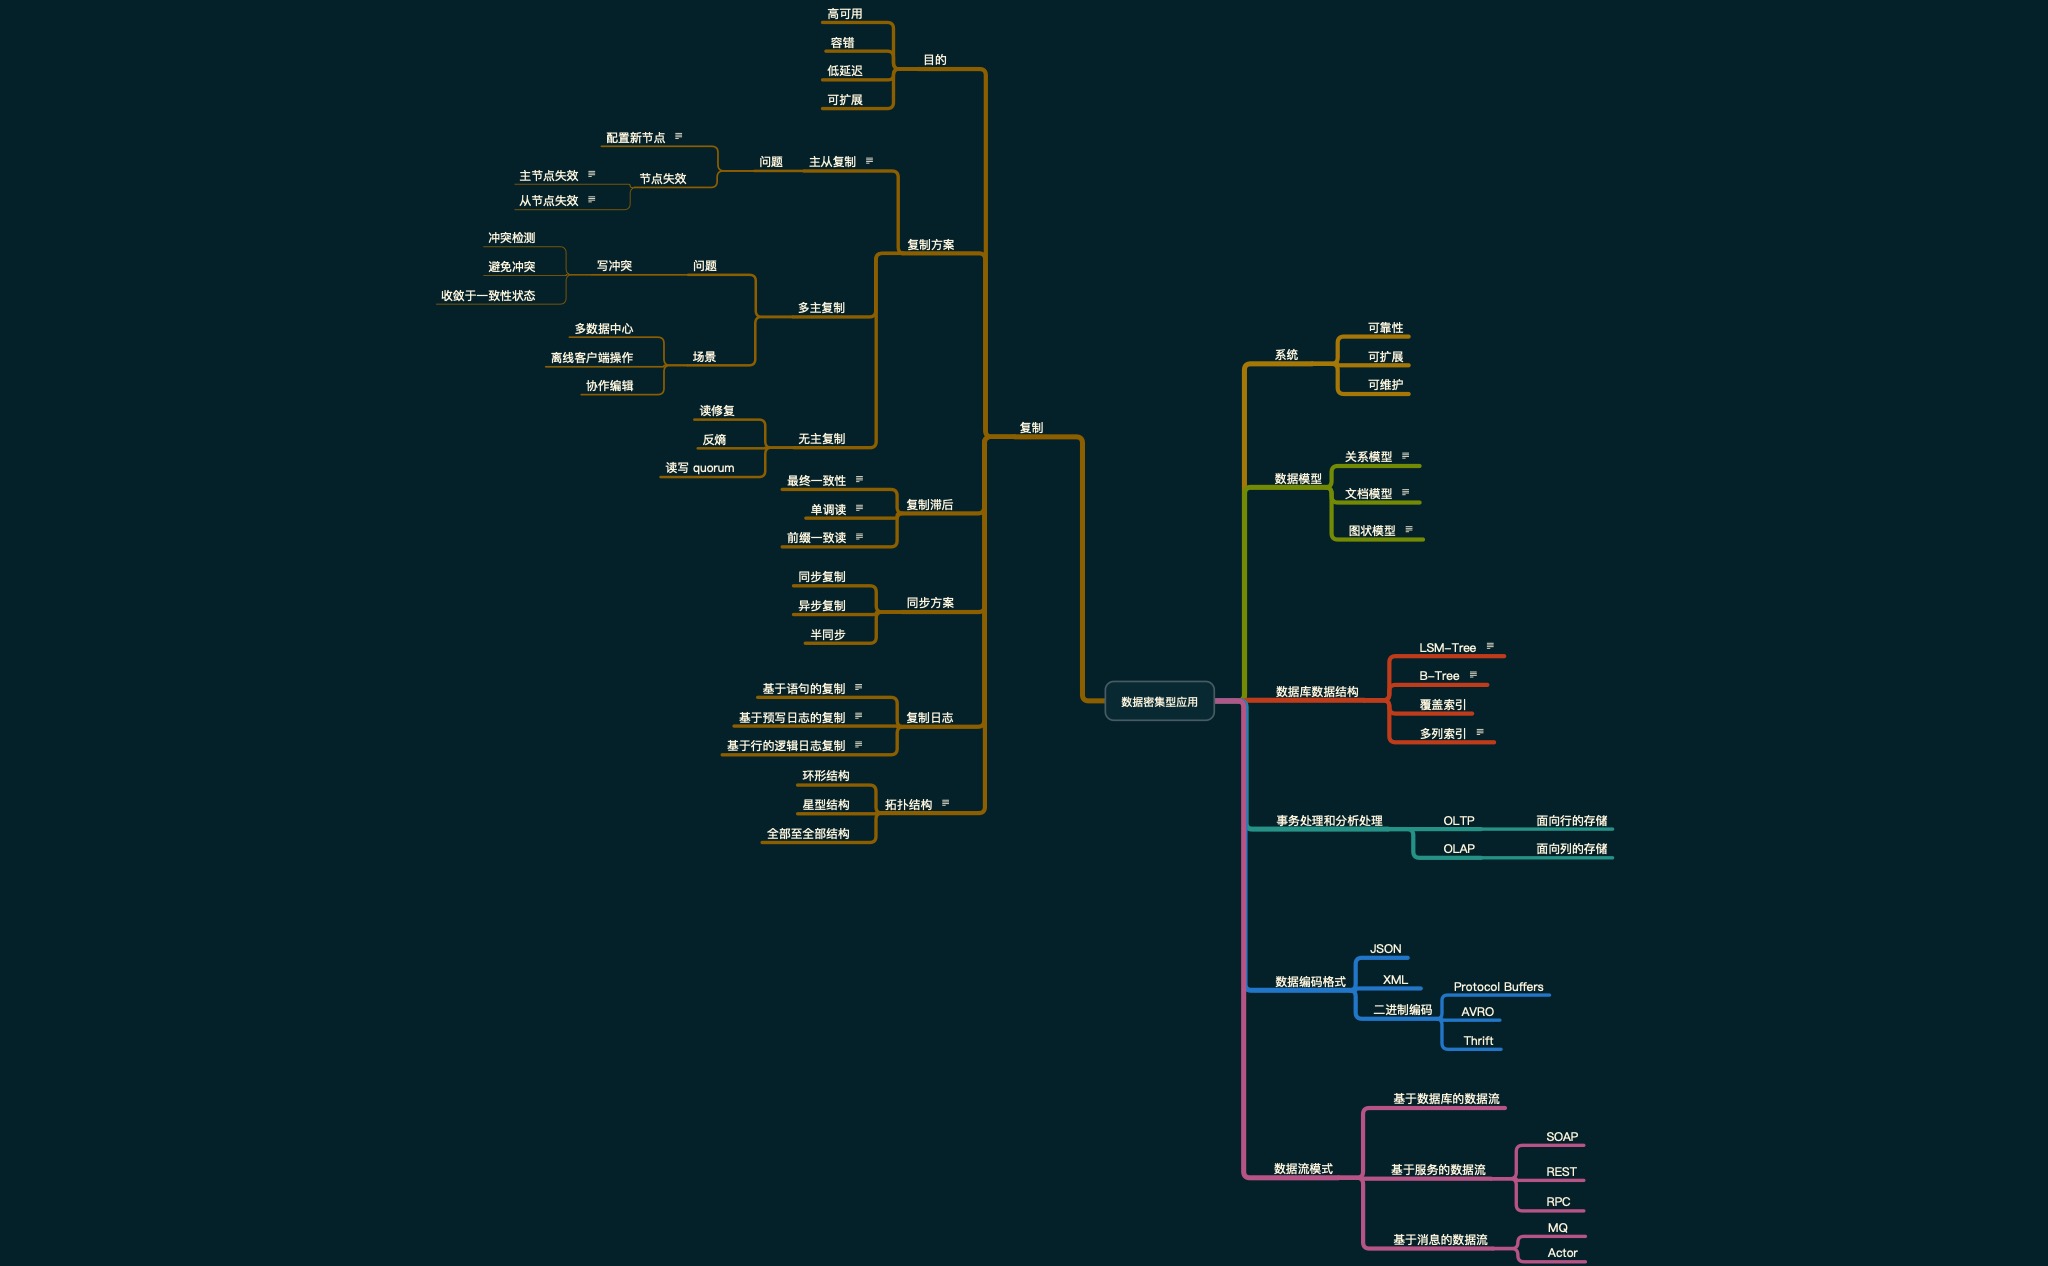 高可用
容错
目的
低延迟
可扩展
配置新节点
主从复制
问题
主节点失效
节点失效
从节点失效
复制方案
冲突检测
写冲突
问题
避免冲突
收敛于一致性状态
多主复制
多数据中心
离线客户端操作
场景
协作编辑
读修复
反熵
无主复制
读写 quorum
复制
最终一致性
单调读
复制滞后
前缀一致读
同步复制
异步复制
同步方案
半同步
基于语句的复制
基于预写日志的复制
复制日志
基于行的逻辑日志复制
环形结构
星型结构
拓扑结构
全部至全部结构
数据密集型应用
系统
可靠性
可扩展
可维护
数据模型
关系模型
文档模型
图状模型
数据库数据结构
LSM-Tree
B-Tree
覆盖索引
多列索引
事务处理和分析处理
OLTP
面向行的存储
OLAP
面向列的存储
数据编码格式
JSON
XML
二进制编码
Protocol Buffers
AVRO
Thrift
数据流模式
基于数据库的数据流
基于服务的数据流
SOAP
REST
RPC
基于消息的数据流
MQ
Actor